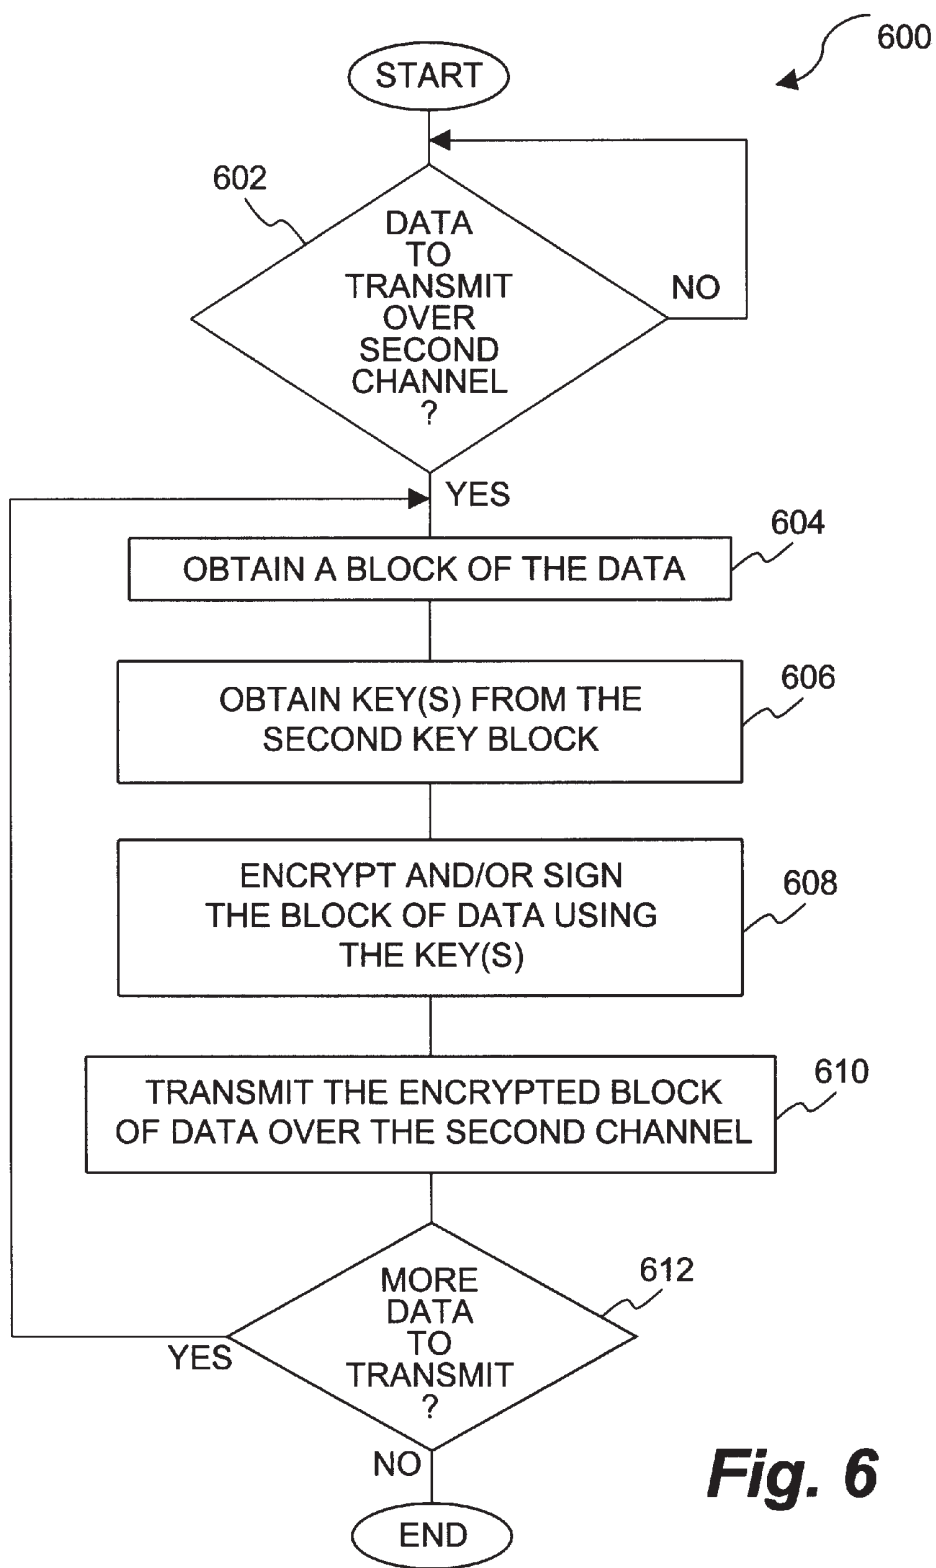 600
START
602
DATA
TO
TRANSMIT
OVER
SECOND
CHANNEL
?
NO
YES
604
OBTAIN A BLOCK OF THE DATA
606
OBTAIN KEY(S) FROM THE
SECOND KEY BLOCK
608
ENCRYPT AND/OR SIGN
THE BLOCK OF DATA USING
THE KEY(S)
610
TRANSMIT THE ENCRYPTED BLOCK
OF DATA OVER THE SECOND CHANNEL
612
MORE
DATA
TO
TRANSMIT
?
YES
NO
END
Fig. 6